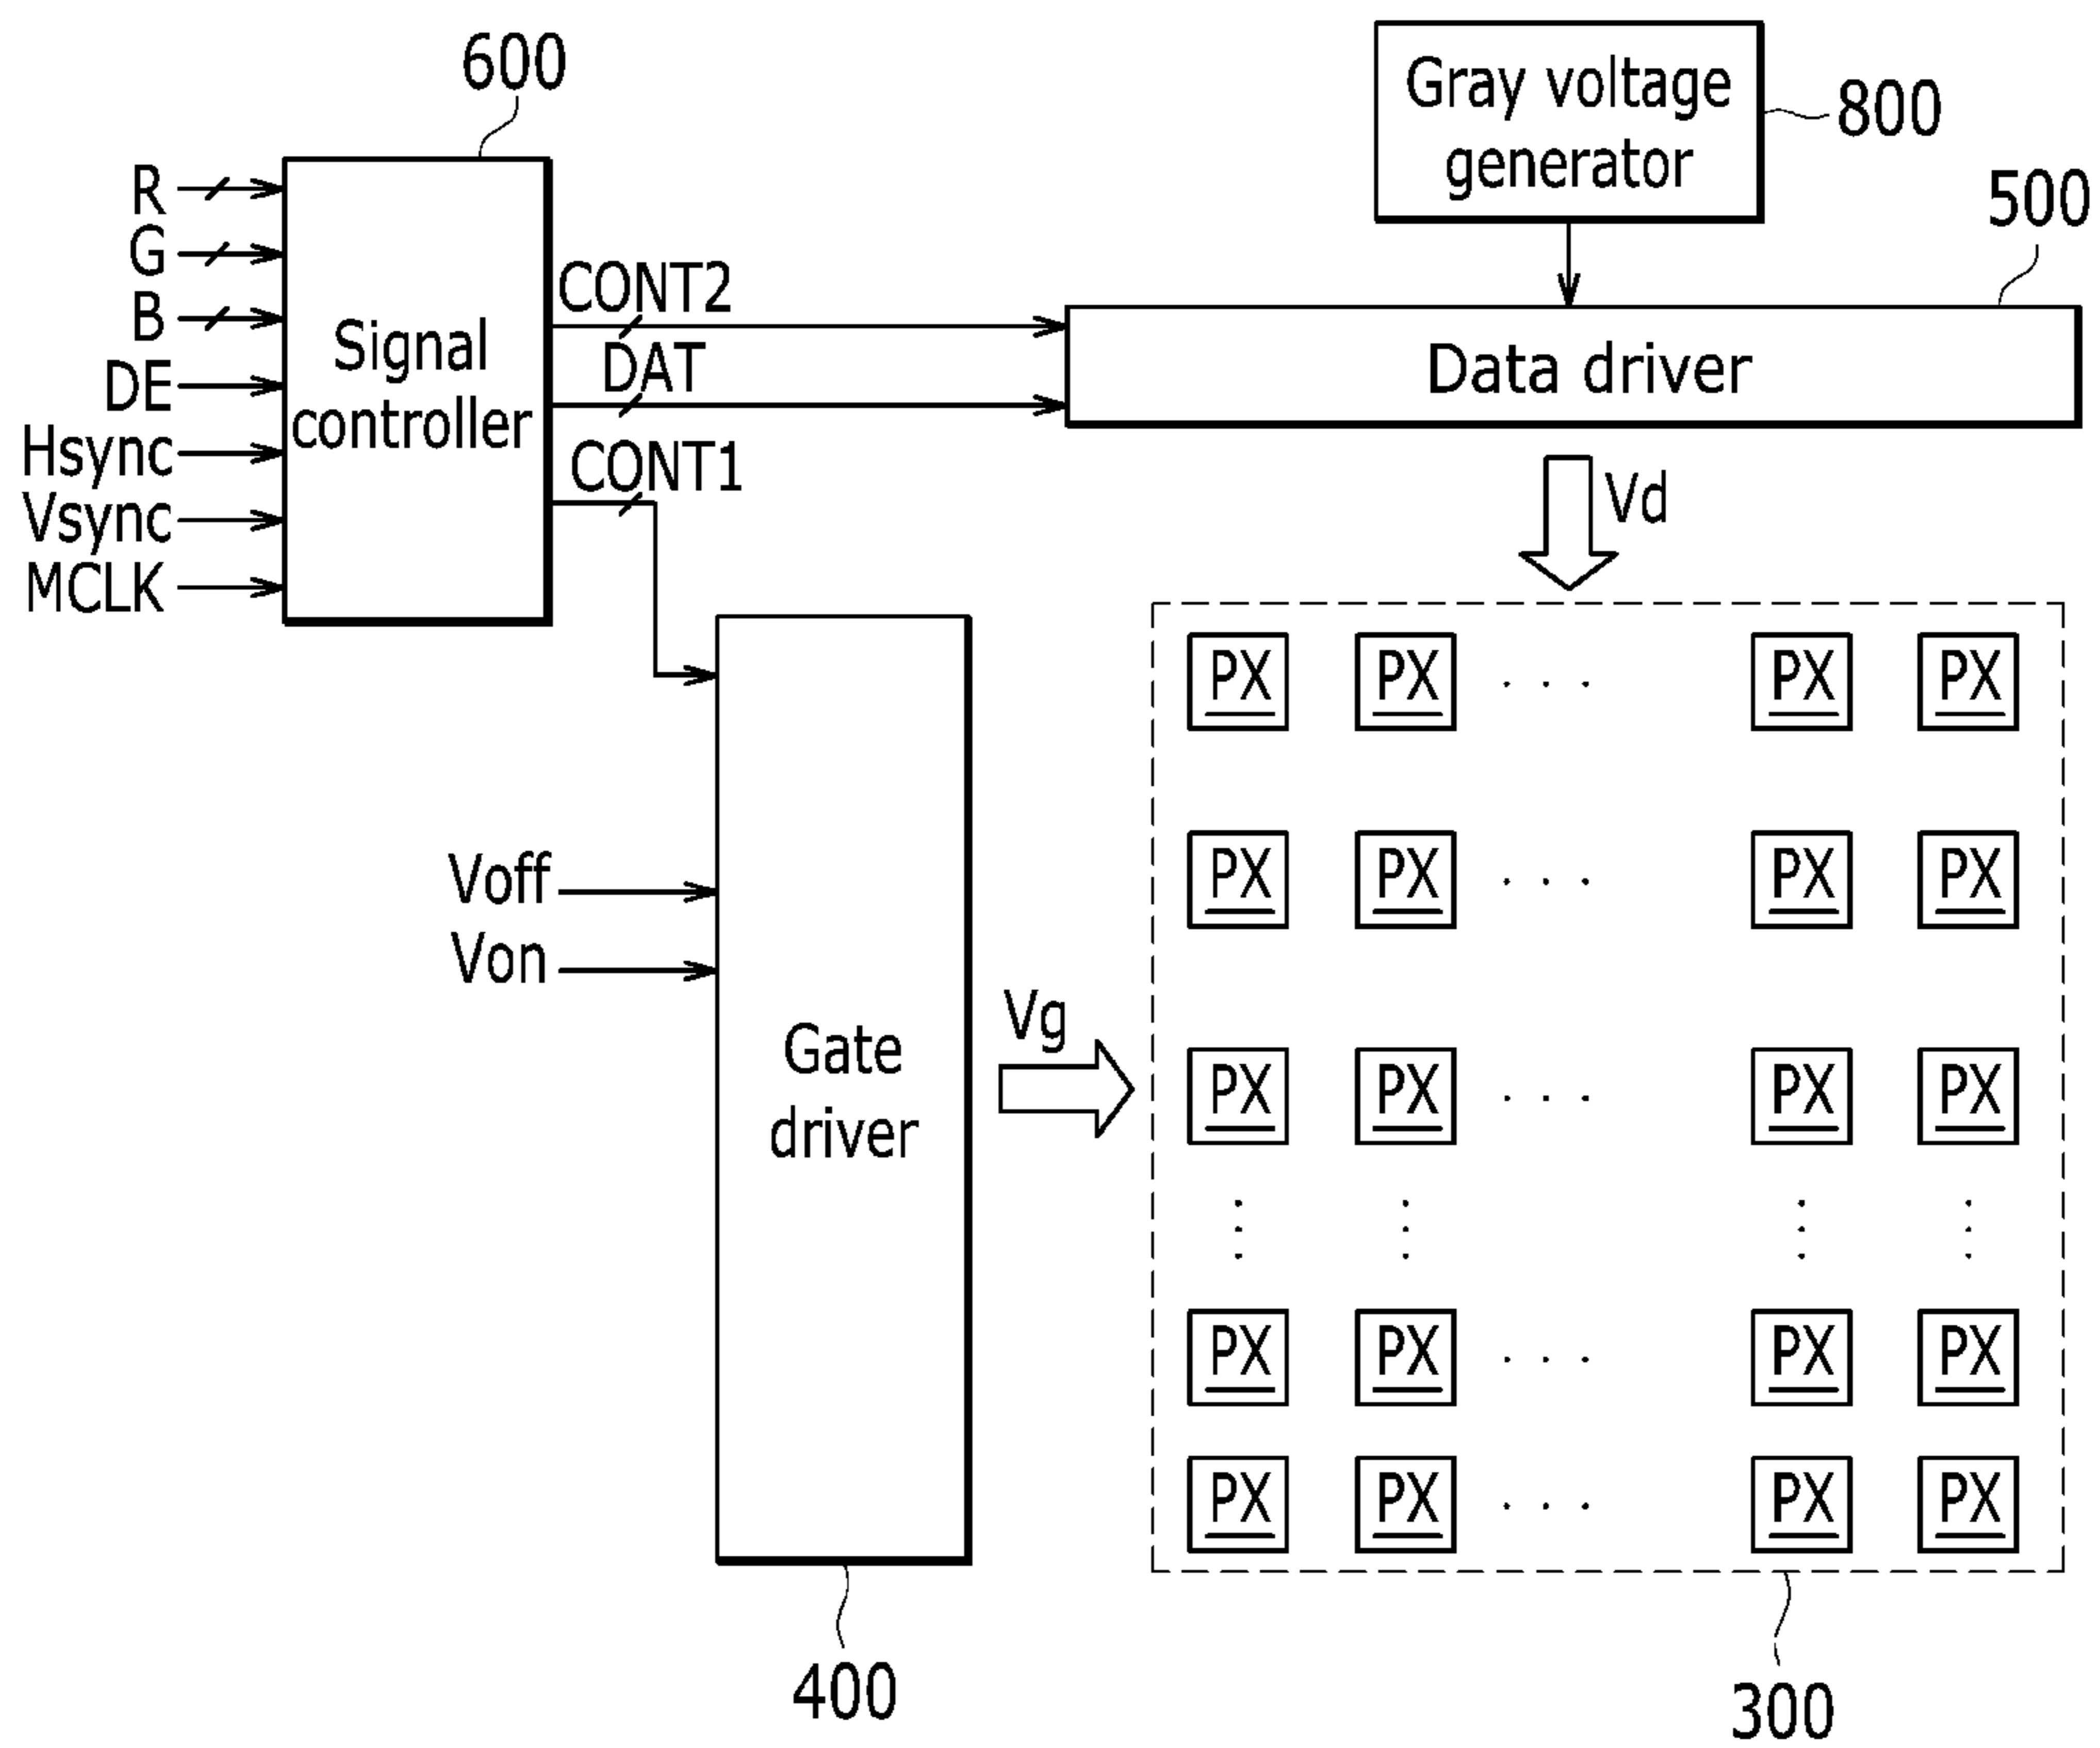 600
Gray voltage
generator
800
500
R
G
B
DE
Hsync
Vsync
MCLK
Signal
controller
CONT2
DAT
CONT1
Data driver
Vd
Voff
Von
Gate
driver
Vg
PX PX . . . PX PX
PX PX . . . PX PX
PX PX . . . PX PX
PX PX . . . PX PX
PX PX . . . PX PX
400
300